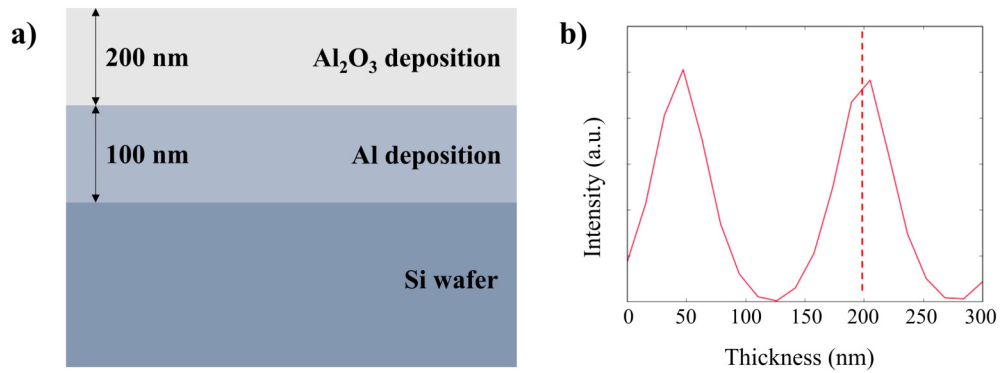 a)
200 nm
Al₂O₃ deposition
100 nm
Al deposition
Si wafer
b)
Intensity (a.u.)
0 50 100 150 200 250 300
Thickness (nm)